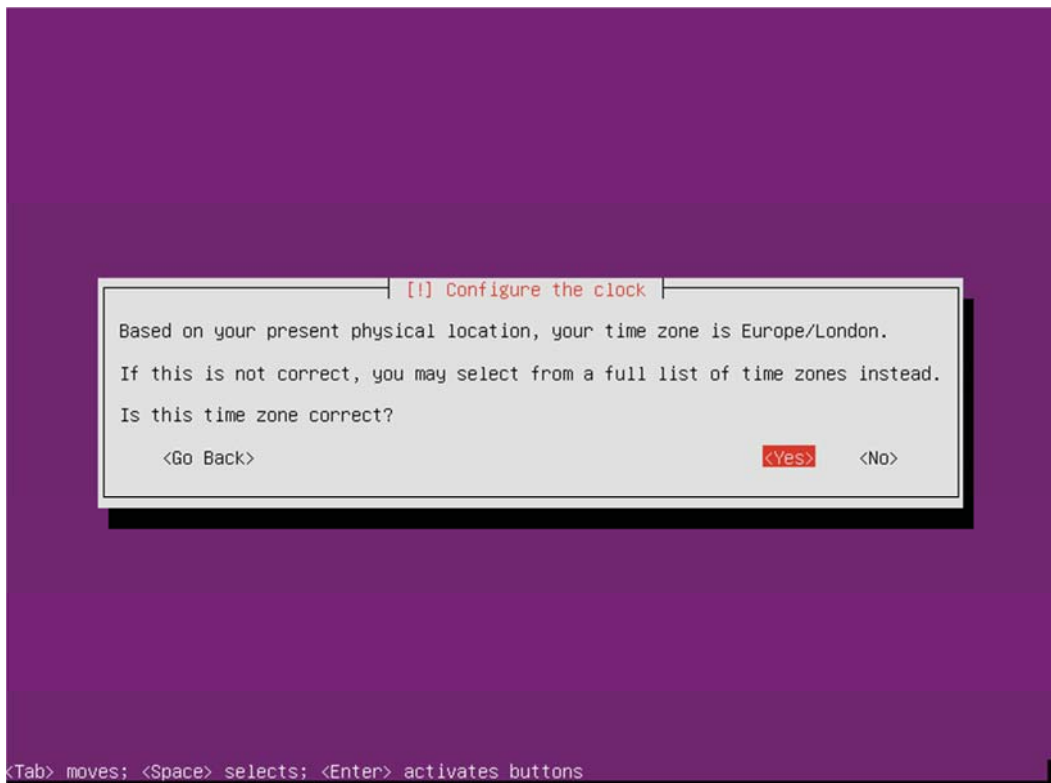 [!] Configure the clock
Based on your present physical location, your time zone is Europe/London.
If this is not correct, you may select from a full list of time zones instead.
Is this time zone correct?
<Go Back> <Yes> <No>
<Tab> moves; <Space> selects; <Enter> activates buttons